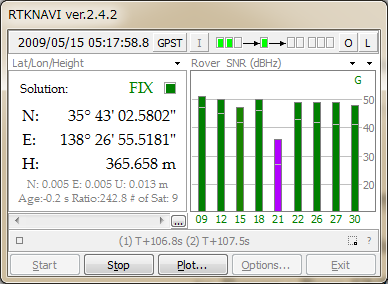 RTKNAVI ver.2.4.2
2009/05/15 05:17:58.8 GPST I O L
Lat/Lon/Height
Rover SNR (dBHz)
Solution: FIX
N: 35° 43' 02.5802"
E: 138° 26' 55.5181"
H: 365.658 m
N: 0.005 E: 0.005 U: 0.013 m
Age:-0.2 s Ratio:242.8 # of Sat: 9
...
G
50
40
30
20
09 12 15 18 21 22 26 27 30
(1) T+106.8s (2) T+107.5s ?
Start Stop Plot... Options... Exit